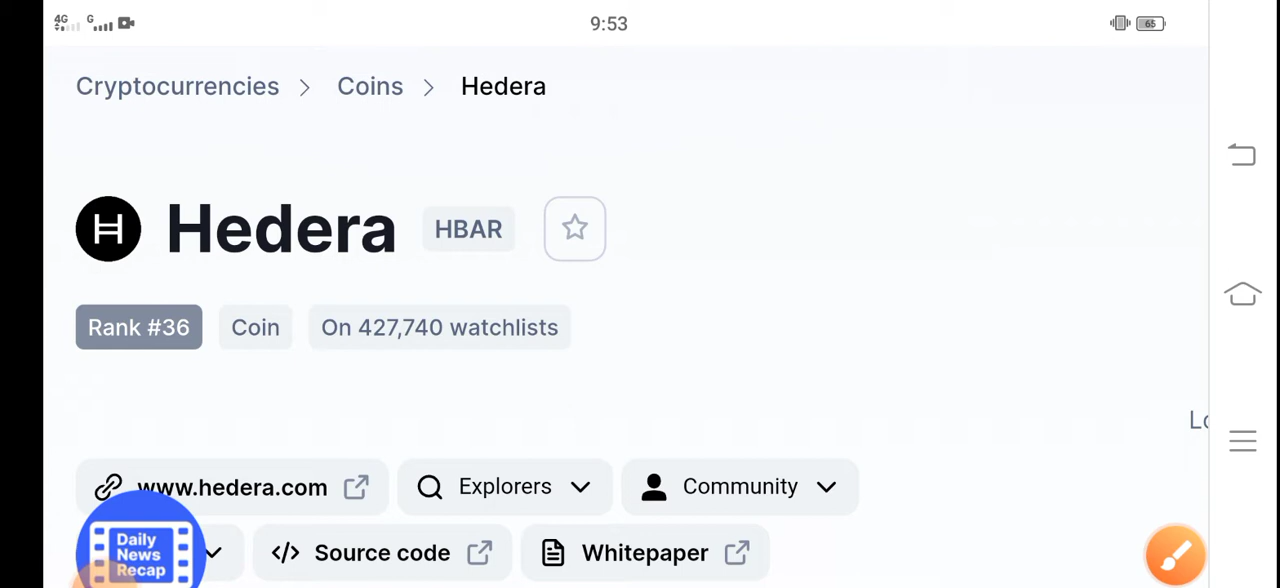 4G G 9:53 65
Cryptocurrencies > Coins > Hedera
Hedera HBAR
Rank #36 Coin On 427,740 watchlists
Lo
www.hedera.com Explorers Community
Daily
News
Recap
</> Source code Whitepaper